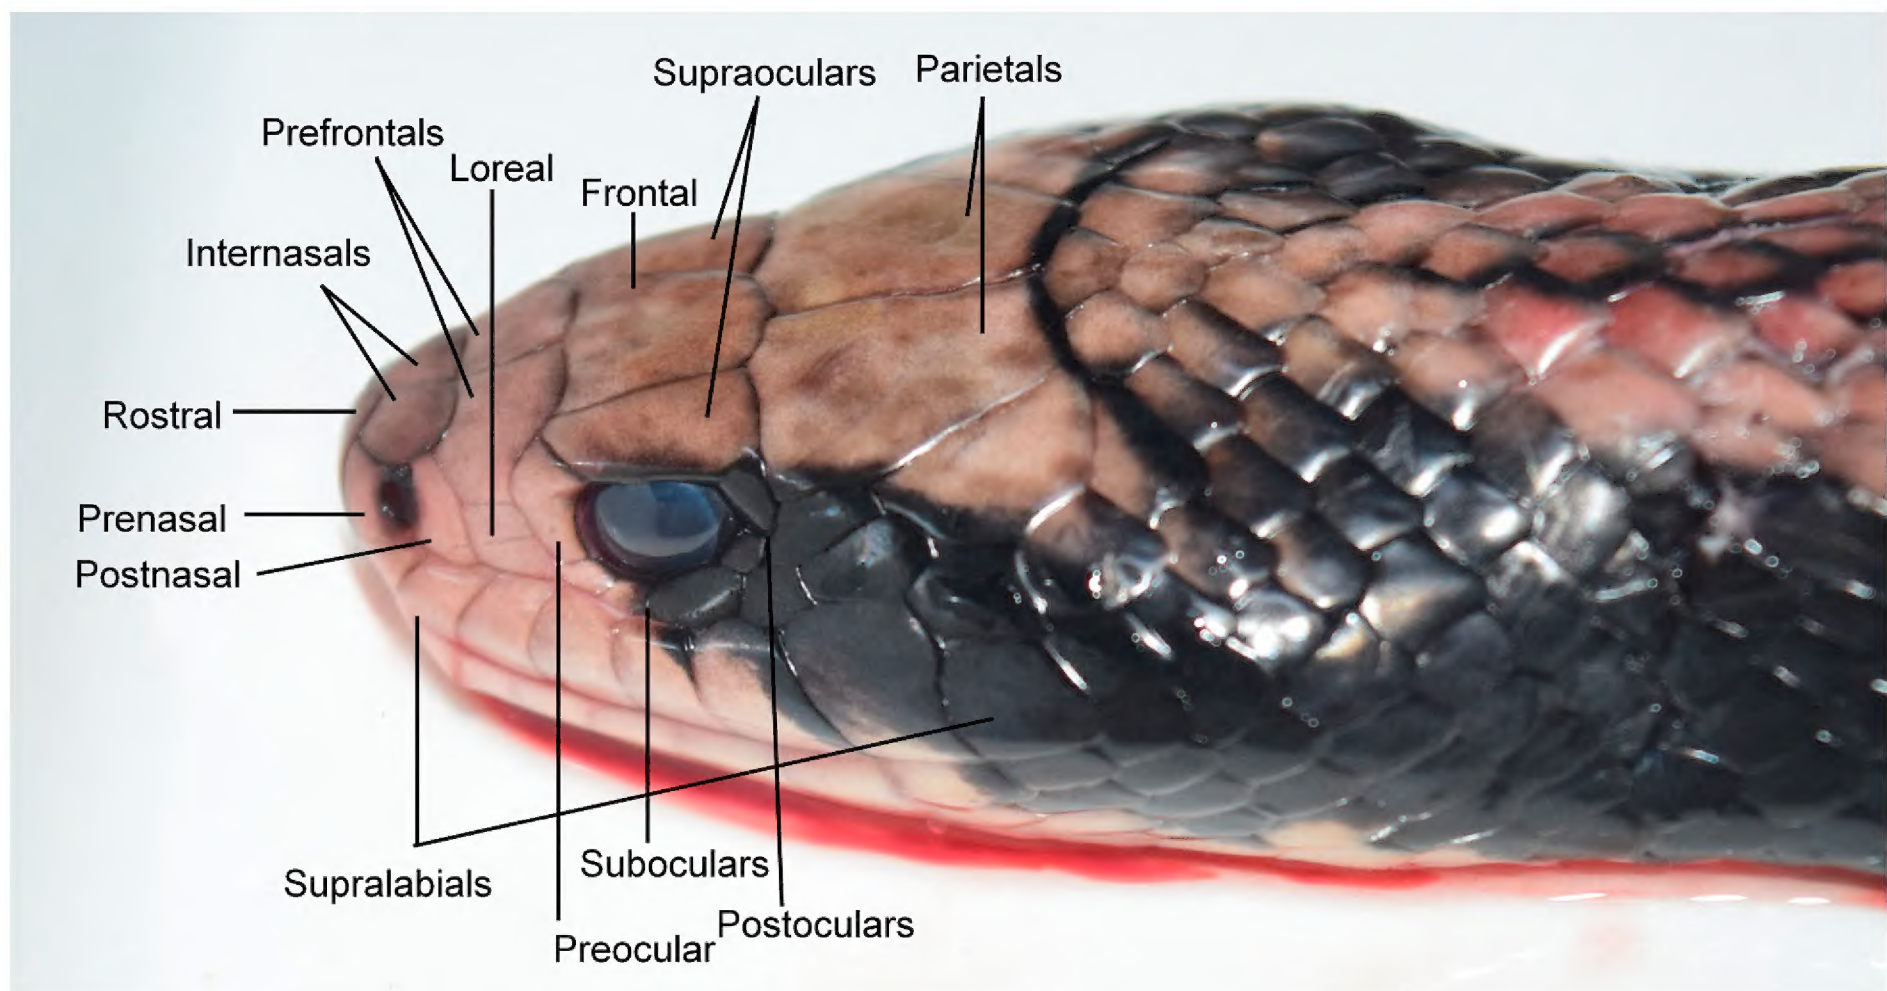 Supraoculars
Parietals
Prefrontals
Loreal
Frontal
Internasals
Rostral
Prenasal
Postnasal
Suboculars
Supralabials
Postoculars
Preocular